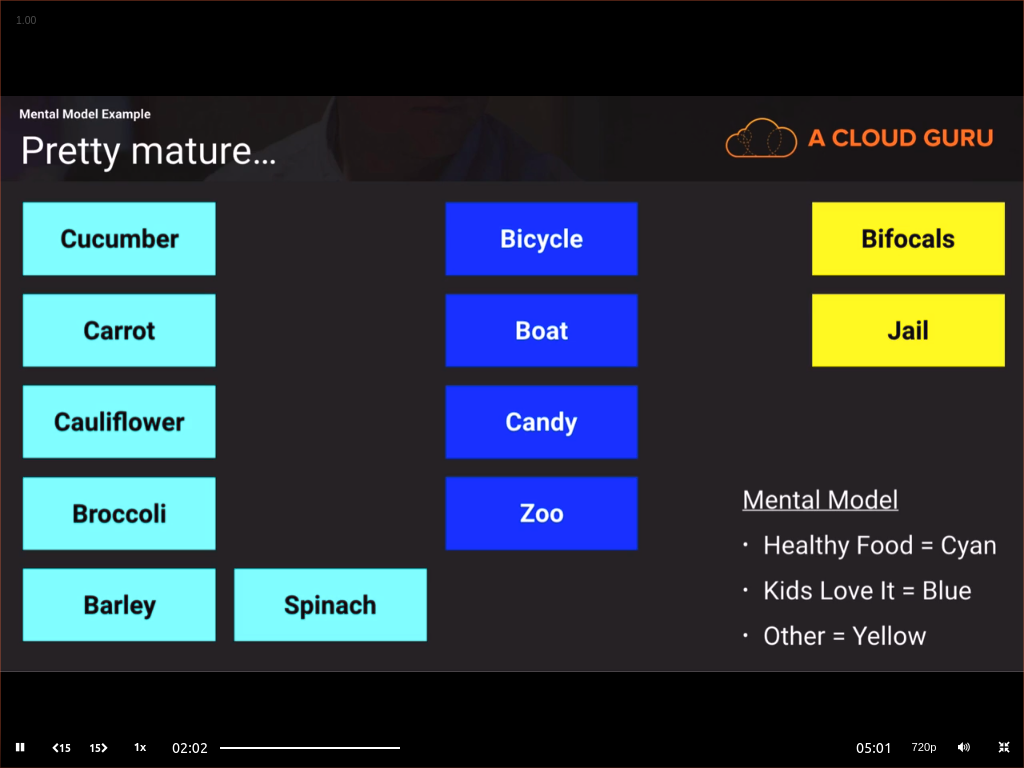 1.00
Mental Model Example
Pretty mature...
A CLOUD GURU
Cucumber
Bicycle
Bifocals
Carrot
Boat
Jail
Cauliflower
Candy
Broccoli
Zoo
Barley
Spinach
Mental Model
· Healthy Food = Cyan
· Kids Love It = Blue
· Other = Yellow
15 15 1x 02:02 05:01 720p